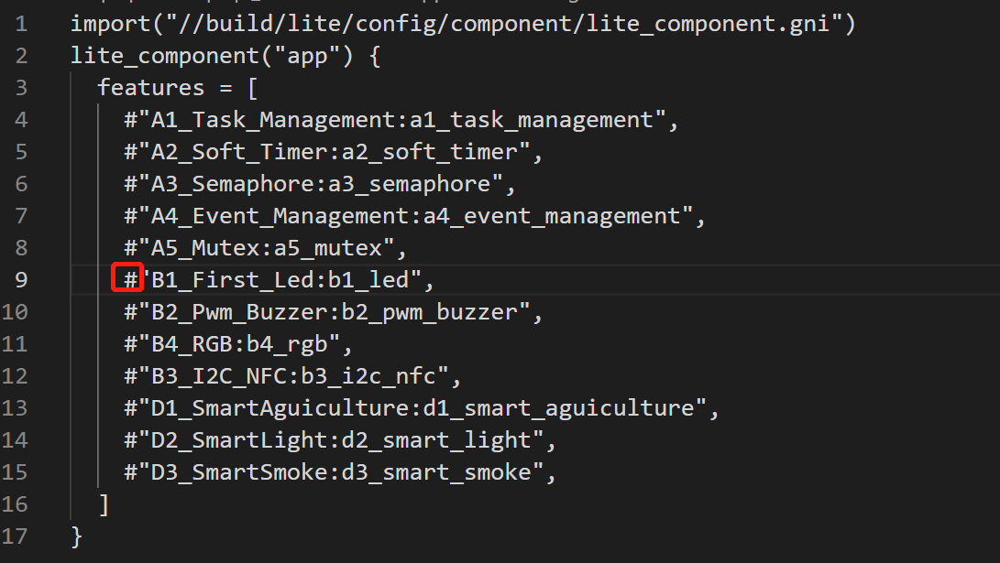 1 import("//build/lite/config/component/lite_component.gni")
2 lite_component("app") {
3 features = [
4 #"A1_Task_Management:a1_task_management",
5 #"A2_Soft_Timer:a2_soft_timer",
6 #"A3_Semaphore:a3_semaphore",
7 #"A4_Event_Management:a4_event_management",
8 #"A5_Mutex:a5_mutex",
9 #"B1_First_Led:b1_led",
10 #"B2_Pwm_Buzzer:b2_pwm_buzzer",
11 #"B4_RGB:b4_rgb",
12 #"B3_I2C_NFC:b3_i2c_nfc",
13 #"D1_SmartAguiculture:d1_smart_aguiculture",
14 #"D2_SmartLight:d2_smart_light",
15 #"D3_SmartSmoke:d3_smart_smoke",
16 ]
17 }